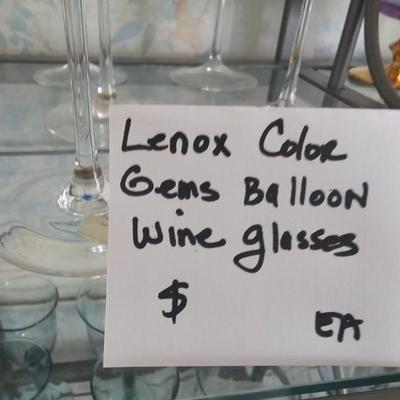 Lenox Color
Gems Balloon
Wine glasses
$ EA